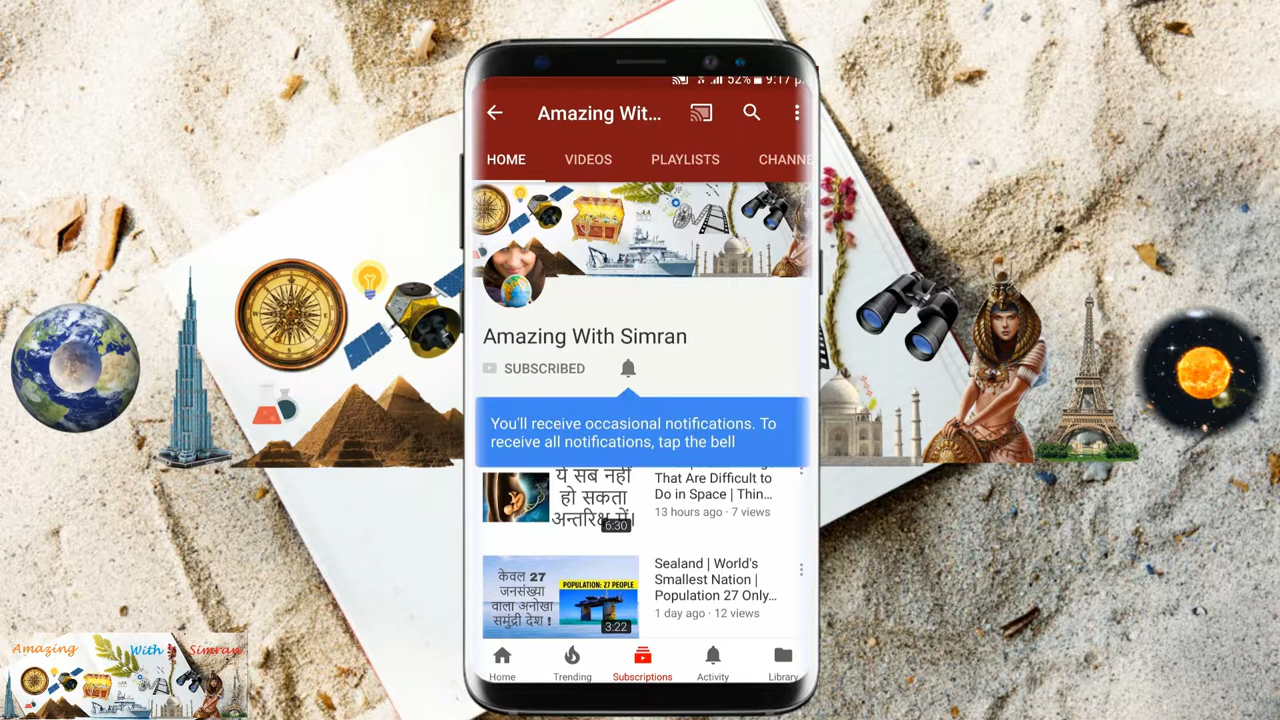 52% 9:17 p.
Amazing Wit...
HOME VIDEOS PLAYLISTS CHANNE
Amazing With Simran
SUBSCRIBED
You'll receive occasional notifications. To
receive all notifications, tap the bell
ये सब नहीं
हो सकता
अन्तरिक्ष में।
6:30
That Are Difficult to
Do in Space | Thin...
13 hours ago · 7 views
केवल 27
जनसंख्या
वाला अनोखा
समुंद्री देश !
POPULATION: 27 PEOPLE
3:22
Sealand | World's
Smallest Nation |
Population 27 Only...
1 day ago · 12 views
Home Trending Subscriptions Activity Library
Amazing With Simran